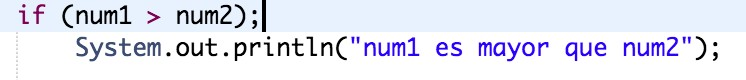 if (num1 > num2);
System.out.println("num1 es mayor que num2");